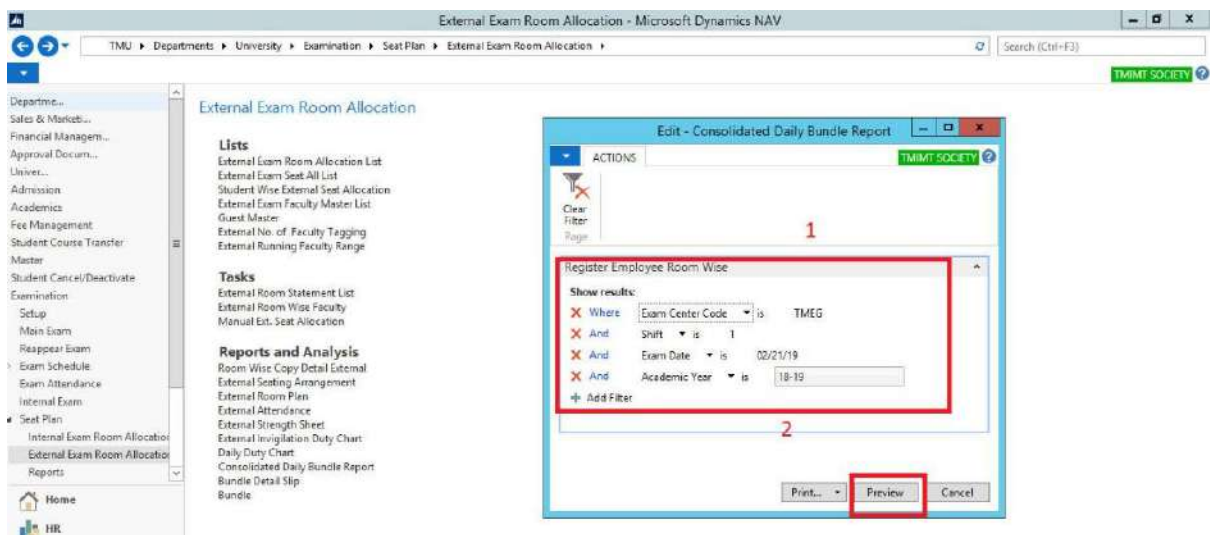 External Exam Room Allocation - Microsoft Dynamics NAV
TMU Departments University Examination Seat Plan External Exam Room Allocation
Search (Ctrl+F3)
TMIMT SOCIETY
Departme...
Sales & Marketi...
Financial Managem...
Approval Docum...
Univer...
Admission
Academics
Fee Management
Student Course Transfer
Master
Student Cancel/Deactivate
Examination
Setup
Main Exam
Reappear Exam
Exam Schedule
Exam Attendance
Internal Exam
Seat Plan
Internal Exam Room Allocation
External Exam Room Allocation
Reports
Home
HR
External Exam Room Allocation
Lists
External Exam Room Allocation List
External Exam Seat All List
Student Wise External Seat Allocation
External Exam Faculty Master List
Guest Master
External No. of Faculty Tagging
External Running Faculty Range
Tasks
External Room Statement List
External Room Wise Faculty
Manual Ext. Seat Allocation
Reports and Analysis
Room Wise Copy Detail External
External Seating Arrangement
External Room Plan
External Attendance
External Strength Sheet
External Invigilation Duty Chart
Daily Duty Chart
Consolidated Daily Bundle Report
Bundle Detail Slip
Bundle
Edit - Consolidated Daily Bundle Report
ACTIONS
TMIMT SOCIETY
Clear
Filter
Page
1
Register Employee Room Wise
Show results:
Where Exam Center Code is TMEG
And Shift is 1
And Exam Date is 02/21/19
And Academic Year is 18-19
Add Filter
2
Print... Preview Cancel